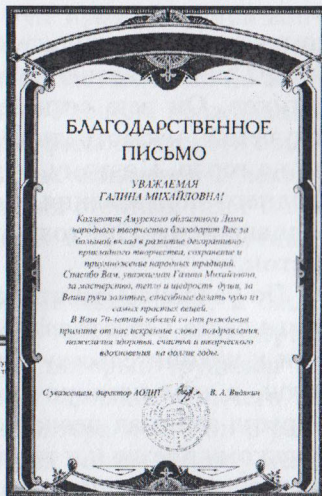 БЛАГОДАРСТВЕННОЕ
ПИСЬМО
УВАЖАЕМАЯ
ГАЛИНА МИХАЙЛОВНА!
Коллектив Амурского областного Дома
народного творчества благодарит Вас за
большой вклад в развитие декоративно-
прикладного творчества, сохранение и
приумножение народных традиций.
Спасибо Вам, уважаемая Галина Михайловна,
за мастерство, тепло и щедрость души, за
Ваши руки золотые, способные делать чудо из
самых простых вещей.
В Ваш 70-летний юбилей со дня рождения
примите от нас искренние слова поздравления,
пожелания здоровья, счастья и творческого
вдохновения на долгие годы.
С уважением, директор АОДНТ В. А.